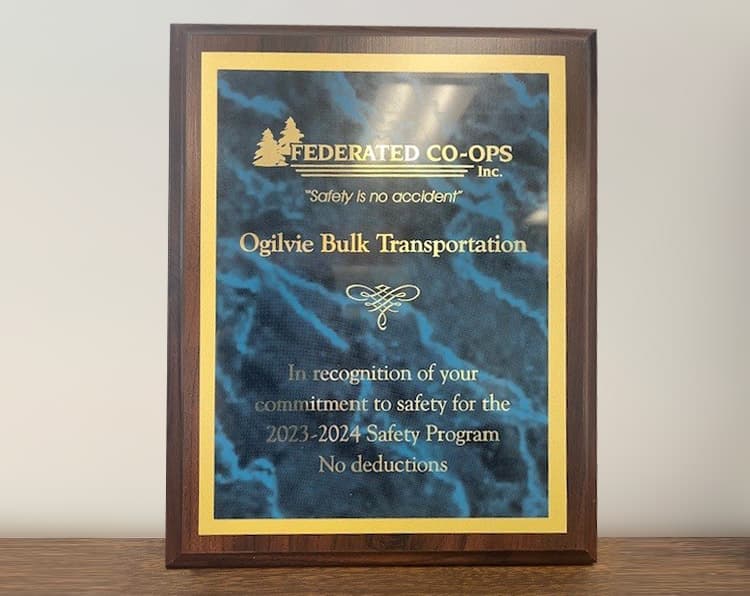 FEDERATED CO-OPS
Inc.
"Safety is no accident"
Ogilvie Bulk Transportation
In recognition of your
commitment to safety for the
2023-2024 Safety Program
No deductions